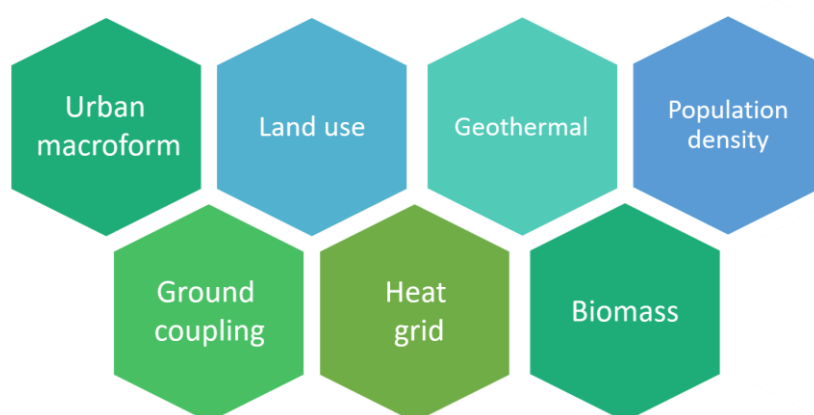 Urban
macroform
Land use
Geothermal
Population
density
Ground
coupling
Heat
grid
Biomass